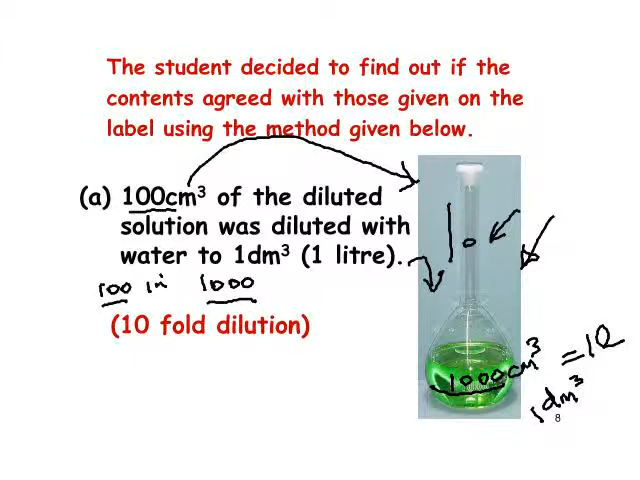 The student decided to find out if the
contents agreed with those given on the
label using the method given below.
(a) 100cm³ of the diluted
solution was diluted with
water to 1dm³ (1 litre).
100 in 1000
(10 fold dilution)
10
1000cm³
=1l
1dm³
8